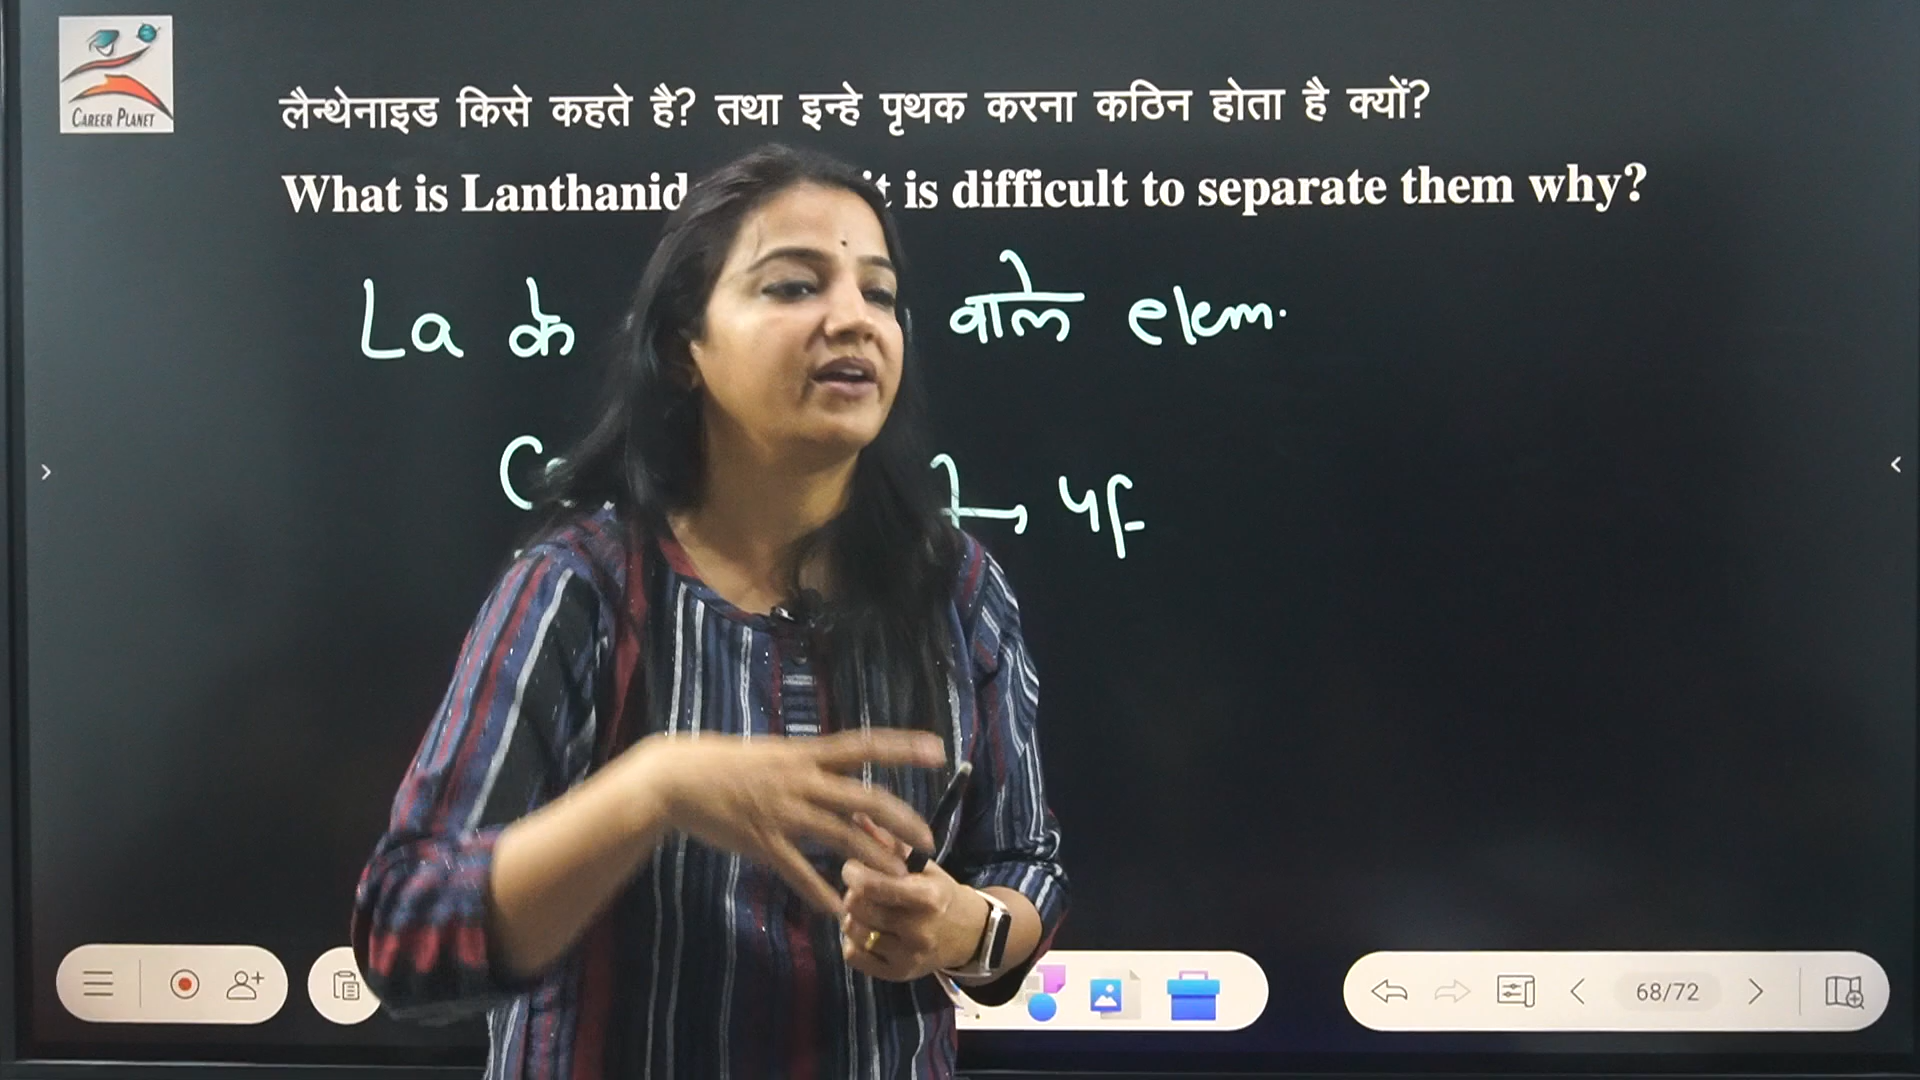 CAREER PLANET
लैन्थेनाइड किसे कहते है? तथा इन्हे पृथक करना कठिन होता है क्यों?
What is Lanthanid it is difficult to separate them why?
La के वाले elem.
4f
68/72